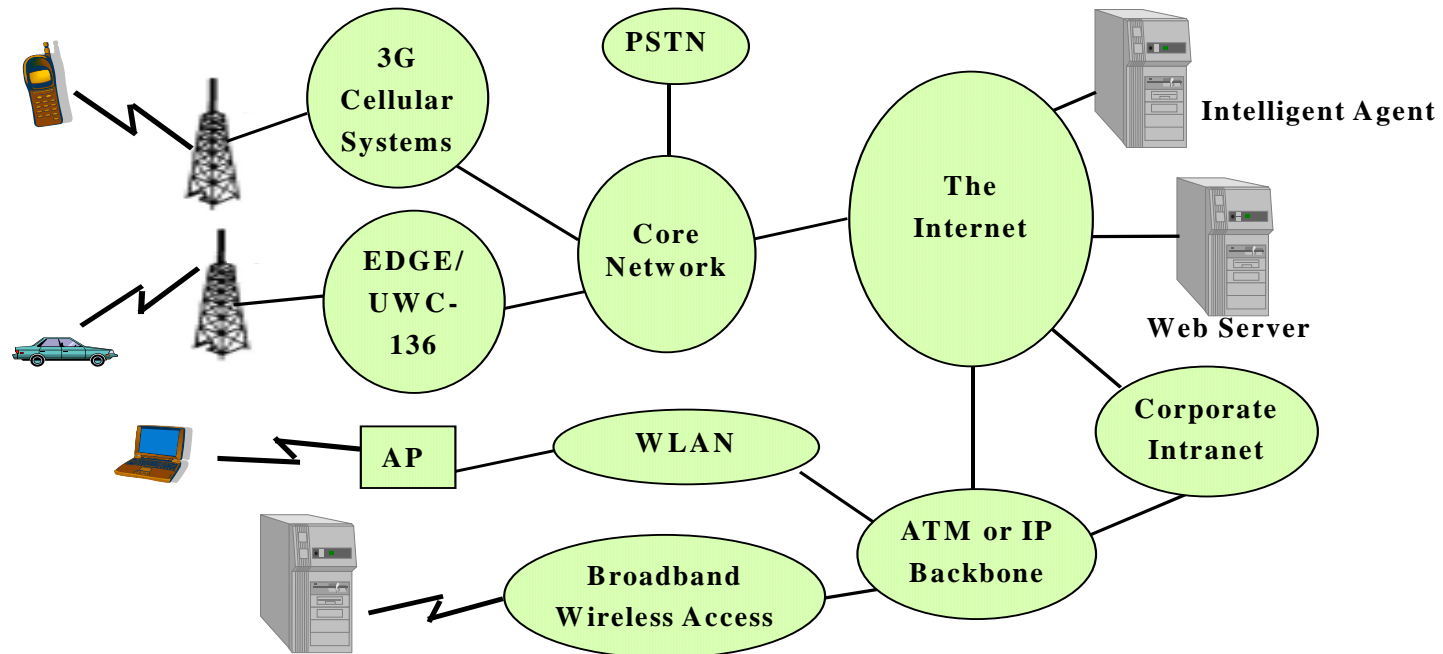 3G
Cellular
Systems
PSTN
Intelligent Agent
The
Internet
Core
Network
EDGE/
UWC-
136
Web Server
Corporate
Intranet
AP
WLAN
ATM or IP
Backbone
Broadband
Wireless Access